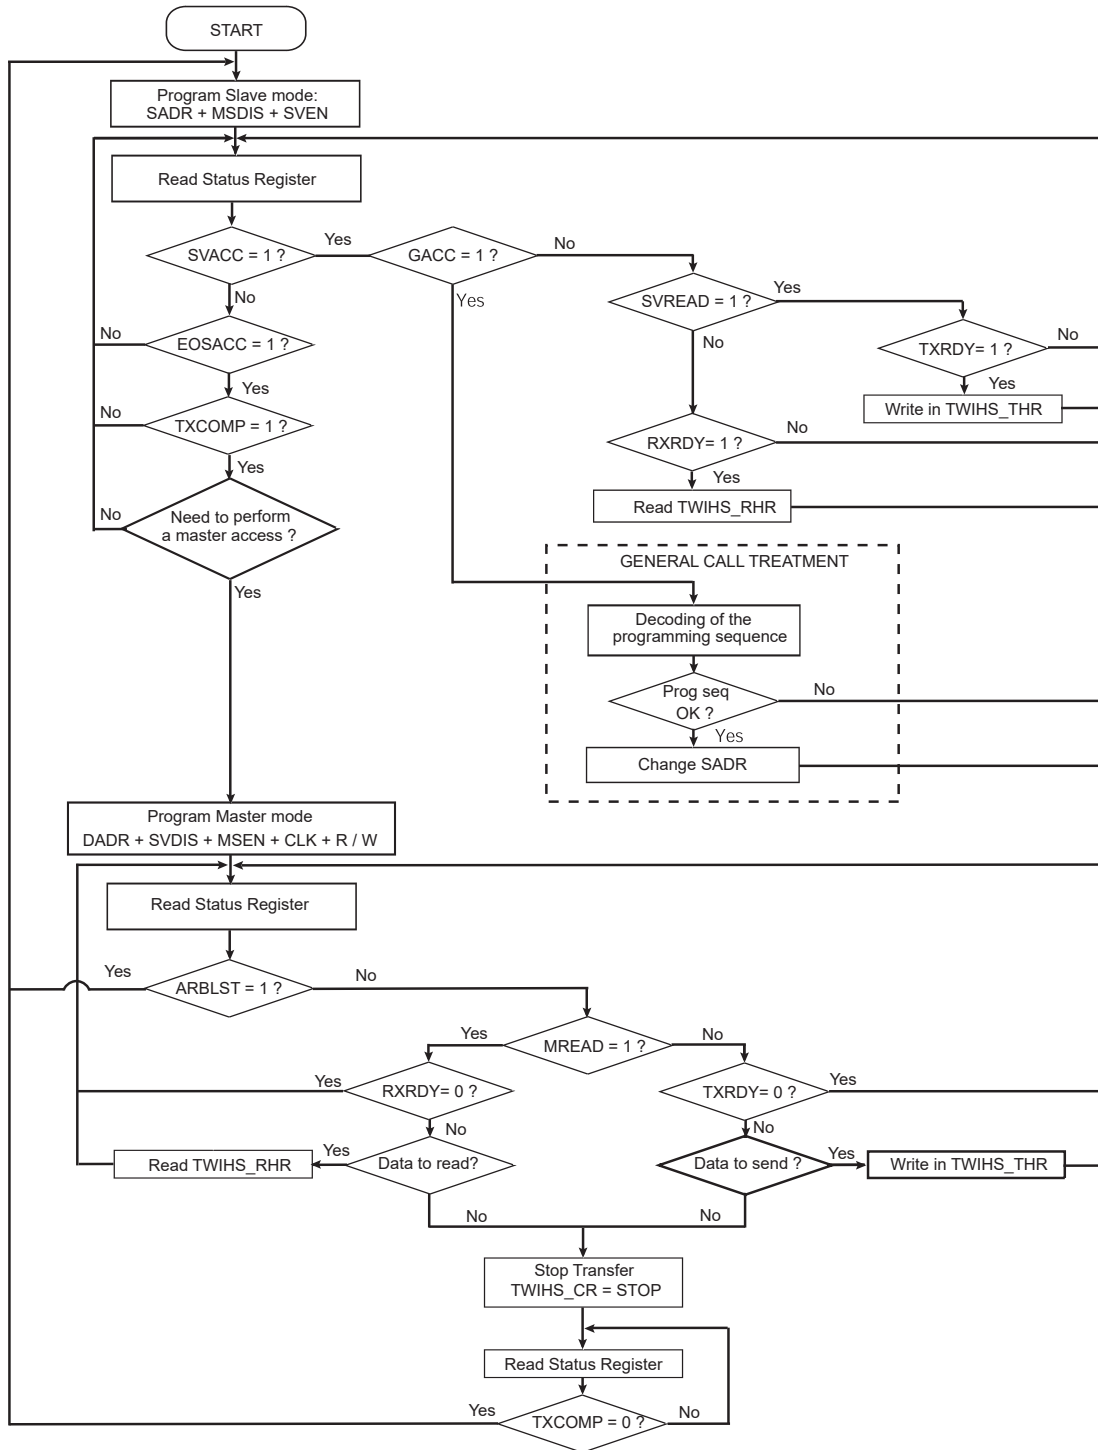 START
Program Slave mode:
SADR + MSDIS + SVEN
Read Status Register
SVACC = 1 ?
Yes
GACC = 1 ?
No
No
Yes
SVREAD = 1 ?
Yes
No
EOSACC = 1 ?
No
TXRDY= 1 ?
No
Yes
Yes
Write in TWIHS_THR
No
TXCOMP = 1 ?
RXRDY= 1 ?
No
Yes
Yes
Read TWIHS_RHR
No
Need to perform
a master access ?
Yes
GENERAL CALL TREATMENT
Decoding of the
programming sequence
Prog seq
OK ?
No
Yes
Change SADR
Program Master mode
DADR + SVDIS + MSEN + CLK + R / W
Read Status Register
Yes
ARBLST = 1 ?
No
Yes
MREAD = 1 ?
No
Yes
RXRDY= 0 ?
TXRDY= 0 ?
Yes
No
No
Read TWIHS_RHR
Yes
Data to read?
Data to send ?
Yes
Write in TWIHS_THR
No
No
Stop Transfer
TWIHS_CR = STOP
Read Status Register
Yes
TXCOMP = 0 ?
No